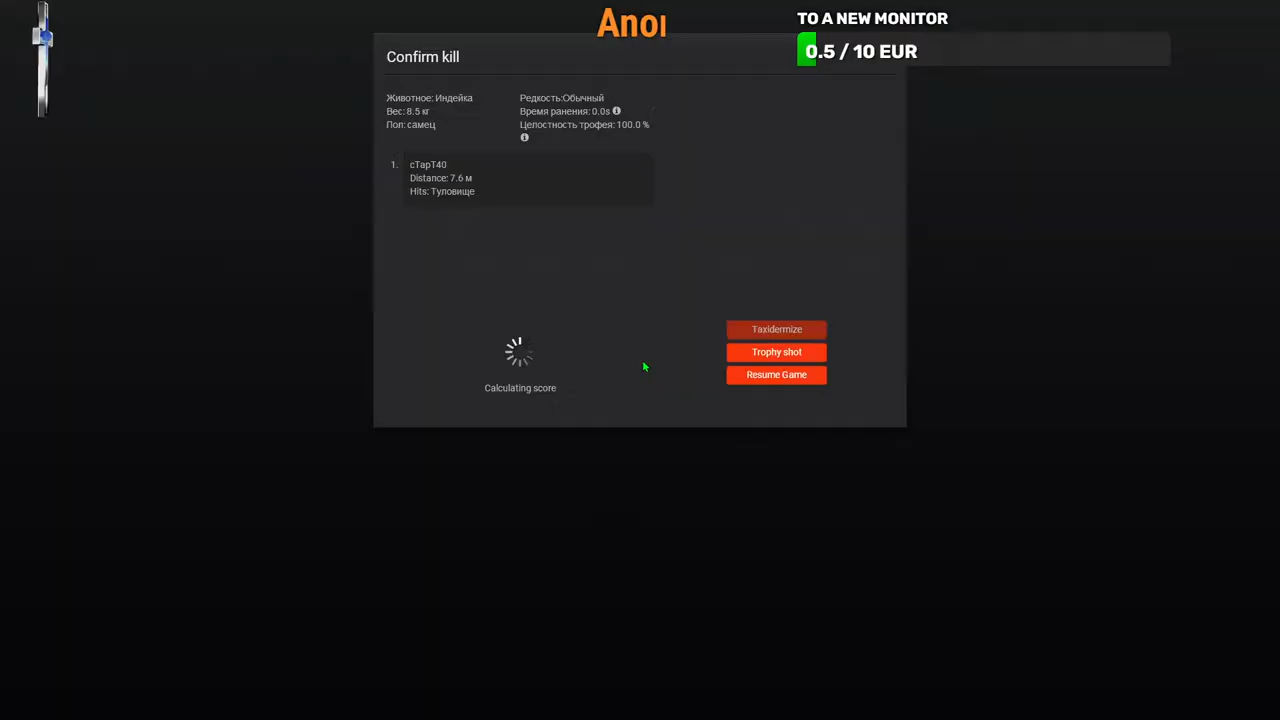 Anoı
TO A NEW MONITOR
0.5 / 10 EUR
Confirm kill
Животное: Индейка
Вес: 8.5 кг
Пол: самец
Редкость:Обычный
Время ранения: 0.0s
Целостность трофея: 100.0 %
1.
сТарТ40
Distance: 7.6 м
Hits: Туловище
Taxidermize
Trophy shot
Resume Game
Calculating score